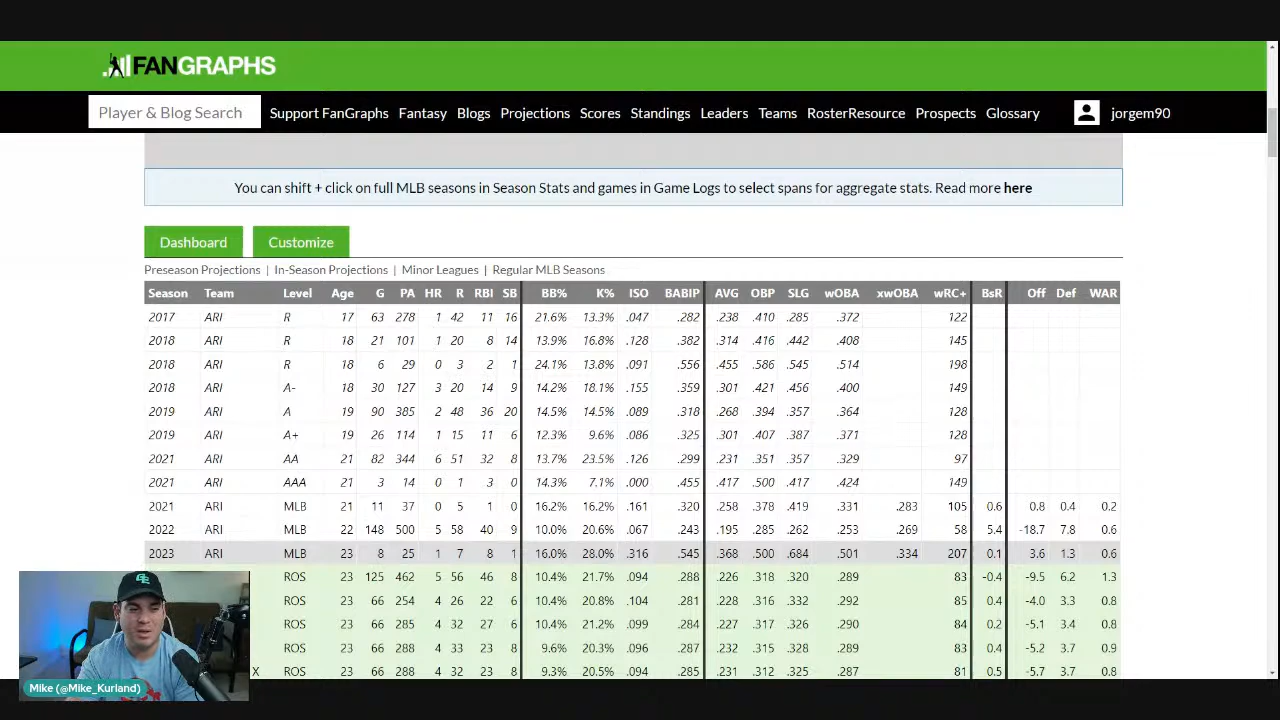 FANGRAPHS
Player & Blog Search Support FanGraphs Fantasy Blogs Projections Scores Standings Leaders Teams RosterResource Prospects Glossary jorgem90
You can shift + click on full MLB seasons in Season Stats and games in Game Logs to select spans for aggregate stats. Read more here
Dashboard Customize
Preseason Projections | In-Season Projections | Minor Leagues | Regular MLB Seasons
Season Team Level Age G PA HR R RBI SB BB% K% ISO BABIP AVG OBP SLG wOBA xwOBA wRC+ BsR Off Def WAR
2017 ARI R 17 63 278 1 42 11 16 21.6% 13.3% .047 .282 .238 .410 .285 .372 122
2018 ARI R 18 21 101 1 20 8 14 13.9% 16.8% .128 .382 .314 .416 .442 .408 145
2018 ARI R 18 6 29 0 3 2 1 24.1% 13.8% .091 .556 .455 .586 .545 .514 198
2018 ARI A- 18 30 127 3 20 14 9 14.2% 18.1% .155 .359 .301 .421 .456 .400 149
2019 ARI A 19 90 385 2 48 36 20 14.5% 14.5% .089 .318 .268 .394 .357 .364 128
2019 ARI A+ 19 26 114 1 15 11 6 12.3% 9.6% .086 .325 .301 .407 .387 .371 128
2021 ARI AA 21 82 344 6 51 32 8 13.7% 23.5% .126 .299 .231 .351 .357 .329 97
2021 ARI AAA 21 3 14 0 1 3 0 14.3% 7.1% .000 .455 .417 .500 .417 .424 149
2021 ARI MLB 21 11 37 0 5 1 0 16.2% 16.2% .161 .320 .258 .378 .419 .331 .283 105 0.6 0.8 0.4 0.2
2022 ARI MLB 22 148 500 5 58 40 9 10.0% 20.6% .067 .243 .195 .285 .262 .253 .269 58 5.4 -18.7 7.8 0.6
2023 ARI MLB 23 8 25 1 7 8 1 16.0% 28.0% .316 .545 .368 .500 .684 .501 .334 207 0.1 3.6 1.3 0.6
ROS 23 125 462 5 56 46 8 10.4% 21.7% .094 .288 .226 .318 .320 .289 83 -0.4 -9.5 6.2 1.3
ROS 23 66 254 4 26 22 6 10.4% 20.8% .104 .281 .228 .316 .332 .292 85 0.4 -4.0 3.3 0.8
ROS 23 66 285 4 32 27 6 10.4% 21.2% .099 .284 .227 .317 .326 .290 84 0.2 -5.1 3.4 0.8
ROS 23 66 288 4 33 23 8 9.6% 20.3% .096 .287 .232 .315 .328 .289 83 0.4 -5.2 3.7 0.9
X ROS 23 66 288 4 32 23 8 9.3% 20.5% .094 .285 .231 .312 .326 .287 81 0.5 -5.7 3.7 0.8
Mike (@Mike_Kurland)